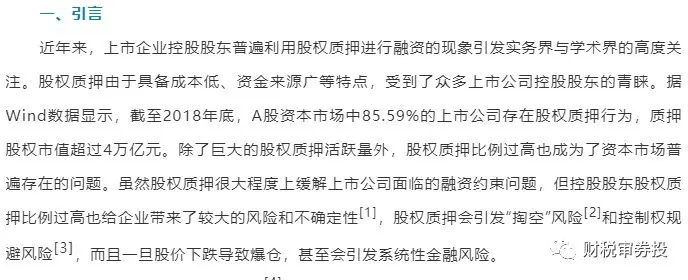 一、引言
近年来，上市企业控股股东普遍利用股权质押进行融资的现象引发实务界与学术界的高度关
注。股权质押由于具备成本低、资金来源广等特点，受到了众多上市公司控股股东的青睐。据
Wind数据显示，截至2018年底，A股资本市场中85.59%的上市公司存在股权质押行为，质押
股权市值超过4万亿元。除了巨大的股权质押活跃量外，股权质押比例过高也成为了资本市场普
遍存在的问题。虽然股权质押很大程度上缓解上市公司面临的融资约束问题，但控股股东股权质
押比例过高也给企业带来了较大的风险和不确定性[1]，股权质押会引发“掏空”风险[2]和控制权规
避风险[3]，而且一旦股价下跌导致爆仓，甚至会引发系统性金融风险。
财税审券投
[4]